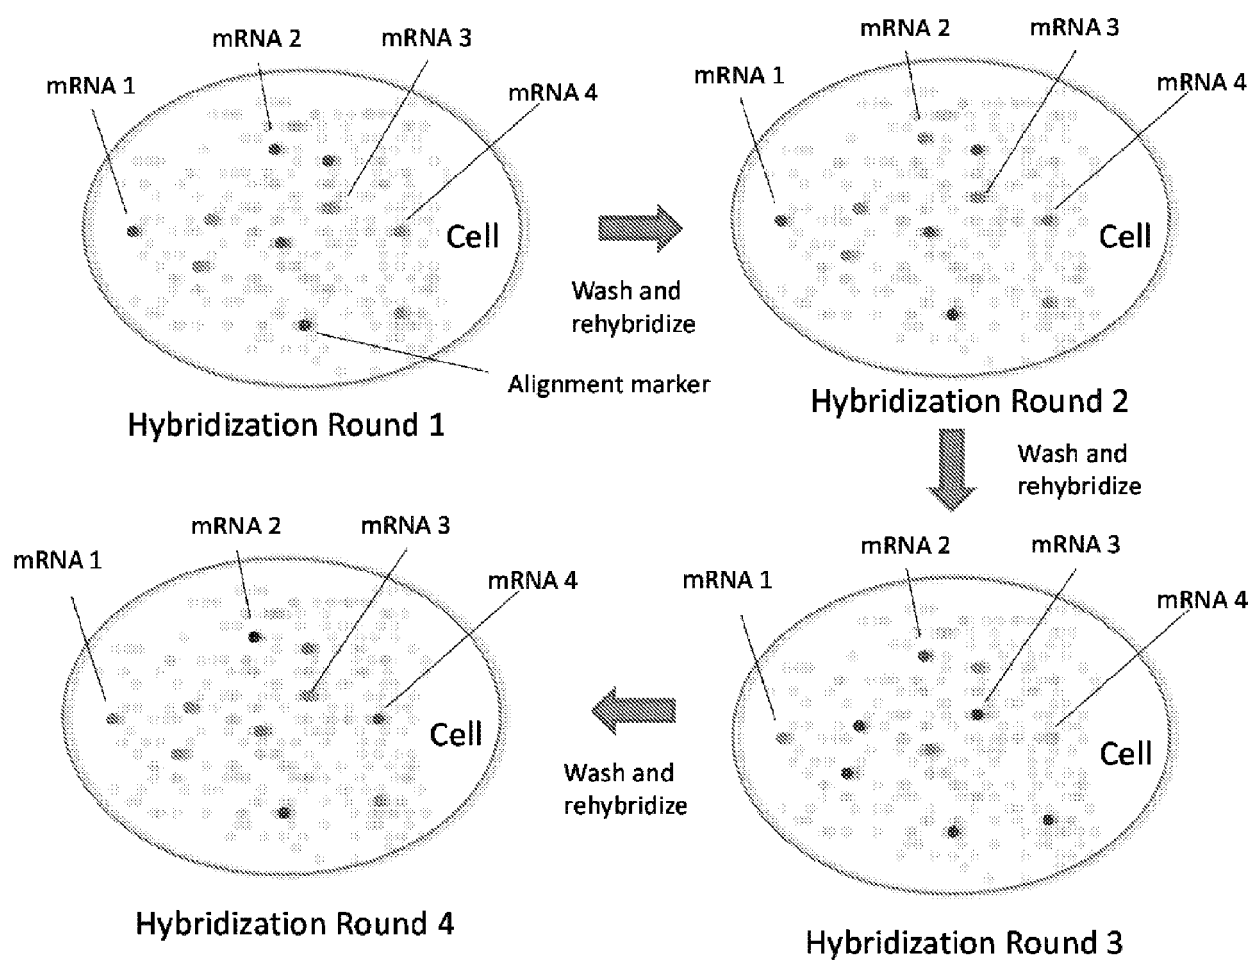 mRNA 1
mRNA 2
mRNA 3
mRNA 4
Cell
Alignment marker
Hybridization Round 1
Wash and
rehybridize
mRNA 1
mRNA 2
mRNA 3
mRNA 4
Cell
Hybridization Round 2
Wash and
rehybridize
mRNA 1
mRNA 2
mRNA 3
mRNA 4
Cell
Hybridization Round 3
Wash and
rehybridize
mRNA 1
mRNA 2
mRNA 3
mRNA 4
Cell
Hybridization Round 4